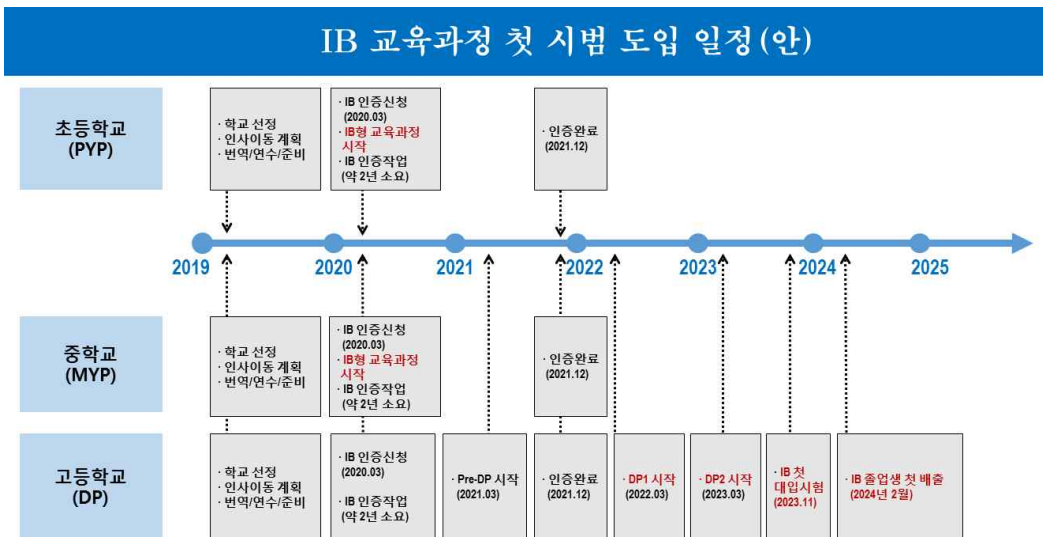 IB 교육과정 첫 시범 도입 일정(안)
초등학교
(PYP)
· 학교 선정
· 인사이동 계획
· 번역/연수/준비
· IB 인증신청
(2020.03)
· IB형 교육과정
시작
· IB 인증작업
(약 2년 소요)
· 인증완료
(2021.12)
2019
2020
2021
2022
2023
2024
2025
중학교
(MYP)
· 학교 선정
· 인사이동 계획
· 번역/연수/준비
· IB 인증신청
(2020.03)
· IB형 교육과정
시작
· IB 인증작업
(약 2년 소요)
· 인증완료
(2021.12)
고등학교
(DP)
· 학교 선정
· 인사이동 계획
· 번역/연수/준비
· IB 인증신청
(2020.03)
· IB 인증작업
(약 2년 소요)
· Pre-DP 시작
(2021.03)
· 인증완료
(2021.12)
· DP1 시작
(2022.03)
· DP2 시작
(2023.03)
· IB 첫
대입시험
(2023.11)
· IB 졸업생 첫 배출
(2024년 2월)